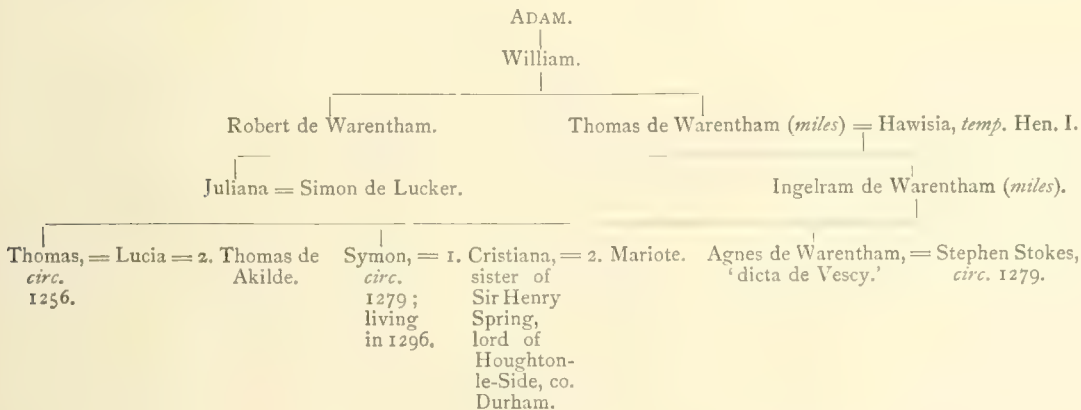 ADAM.
William.
Robert de Warentham. Thomas de Warentham (miles) = Hawisia, temp. Hen. I.
Juliana = Simon de Lucker. Ingelram de Warentham (miles).
Thomas, = Lucia = 2. Thomas de Symon, = 1. Cristiana, = 2. Mariote. Agnes de Warentham, = Stephen Stokes,
circ. Akilde. circ. sister of 'dicta de Vescy.' circ. 1279.
1256. 1279; Sir Henry
living Spring,
in 1296. lord of
Houghton-
le-Side, co.
Durham.